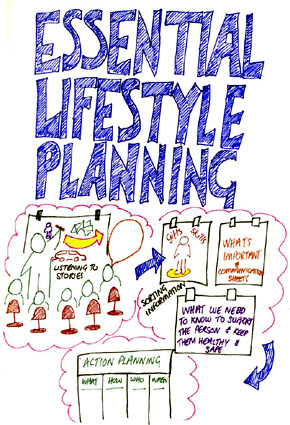 ESSENTIAL
LIFESTYLE
PLANNING
LISTENING TO
STORIES
SORTING
INFORMATION
Gifts Skills
WHAT'S
IMPORTANT
&
COMMUNICATION
SHEETS
WHAT WE NEED
TO KNOW TO SUPPORT
THE PERSON & KEEP
THEM HEALTHY &
SAFE
ACTION PLANNING
WHAT HOW WHO WHEN